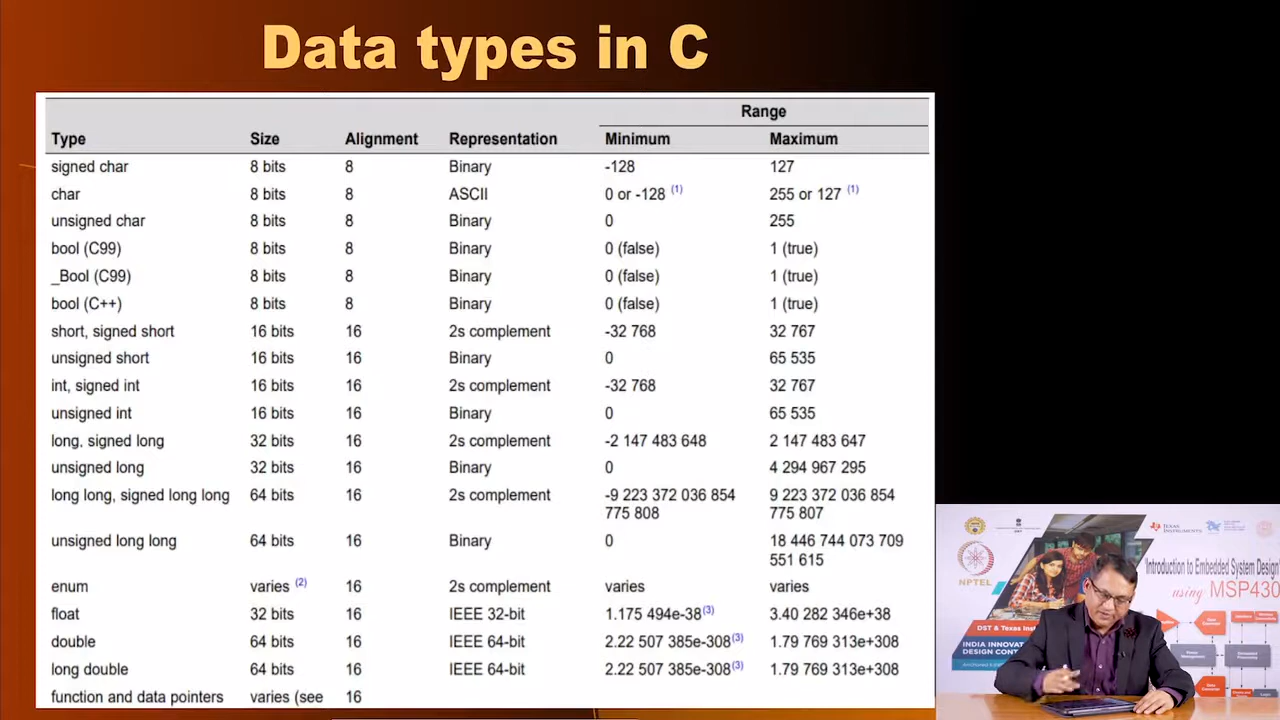 Data types in C
Range
Type Size Alignment Representation Minimum Maximum
signed char 8 bits 8 Binary -128 127
char 8 bits 8 ASCII 0 or -128 (1) 255 or 127 (1)
unsigned char 8 bits 8 Binary 0 255
bool (C99) 8 bits 8 Binary 0 (false) 1 (true)
_Bool (C99) 8 bits 8 Binary 0 (false) 1 (true)
bool (C++) 8 bits 8 Binary 0 (false) 1 (true)
short, signed short 16 bits 16 2s complement -32 768 32 767
unsigned short 16 bits 16 Binary 0 65 535
int, signed int 16 bits 16 2s complement -32 768 32 767
unsigned int 16 bits 16 Binary 0 65 535
long, signed long 32 bits 16 2s complement -2 147 483 648 2 147 483 647
unsigned long 32 bits 16 Binary 0 4 294 967 295
long long, signed long long 64 bits 16 2s complement -9 223 372 036 854 9 223 372 036 854
775 808 775 807
unsigned long long 64 bits 16 Binary 0 18 446 744 073 709
551 615
enum varies (2) 16 2s complement varies varies
float 32 bits 16 IEEE 32-bit 1.175 494e-38(3) 3.40 282 346e+38
double 64 bits 16 IEEE 64-bit 2.22 507 385e-308(3) 1.79 769 313e+308
long double 64 bits 16 IEEE 64-bit 2.22 507 385e-308(3) 1.79 769 313e+308
function and data pointers varies (see 16
TEXAS INSTRUMENTS
NPTEL
'Introduction to Embedded System Design'
using MSP430
DST & Texas Inst
INDIA INNOVAT
DESIGN CONT